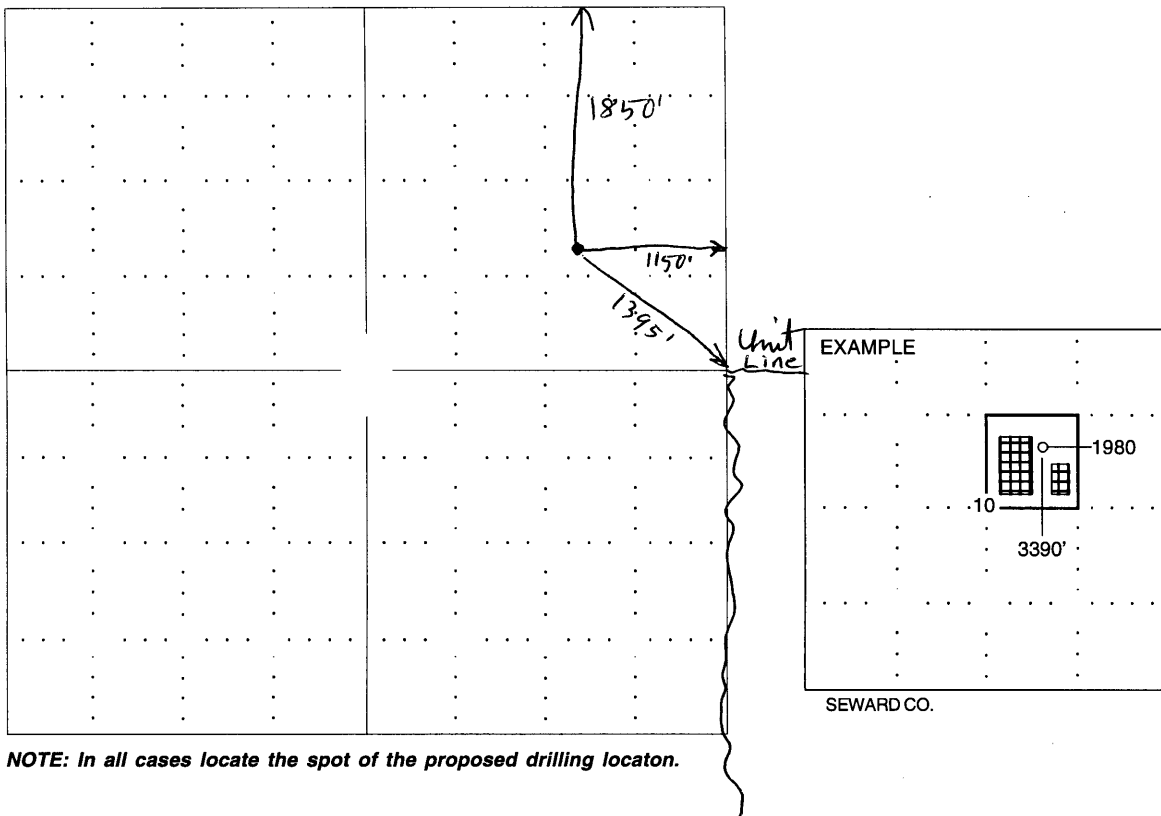 1850'
1150'
1395'
Unit
Line
EXAMPLE
1980
10
3390'
SEWARD CO.
NOTE: In all cases locate the spot of the proposed drilling locaton.